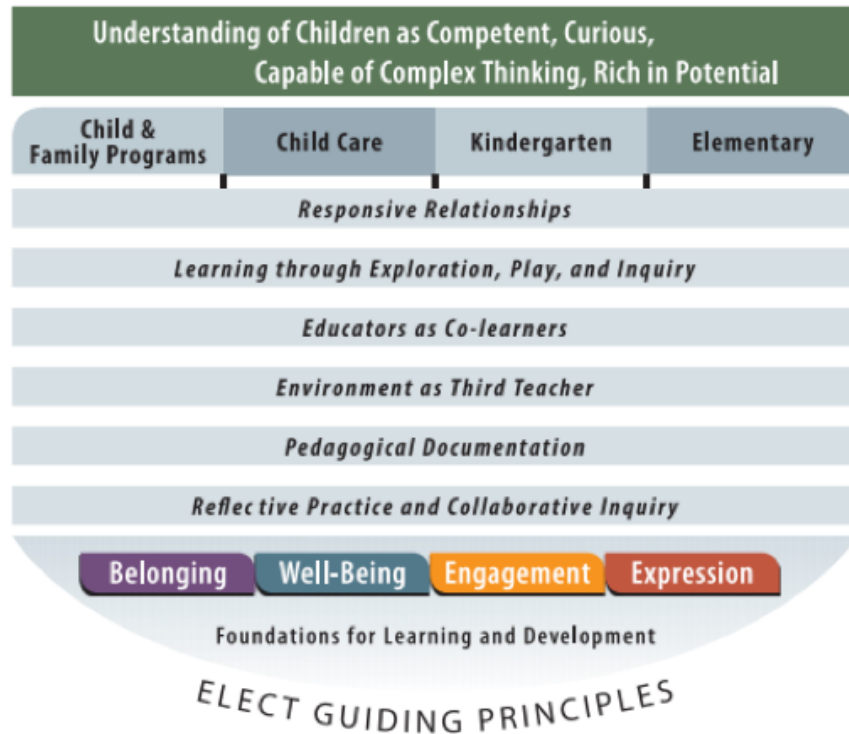 Understanding of Children as Competent, Curious,
Capable of Complex Thinking, Rich in Potential
Child &
Family Programs
Child Care
Kindergarten
Elementary
Responsive Relationships
Learning through Exploration, Play, and Inquiry
Educators as Co-learners
Environment as Third Teacher
Pedagogical Documentation
Reflective Practice and Collaborative Inquiry
Belonging
Well-Being
Engagement
Expression
Foundations for Learning and Development
ELECT GUIDING PRINCIPLES